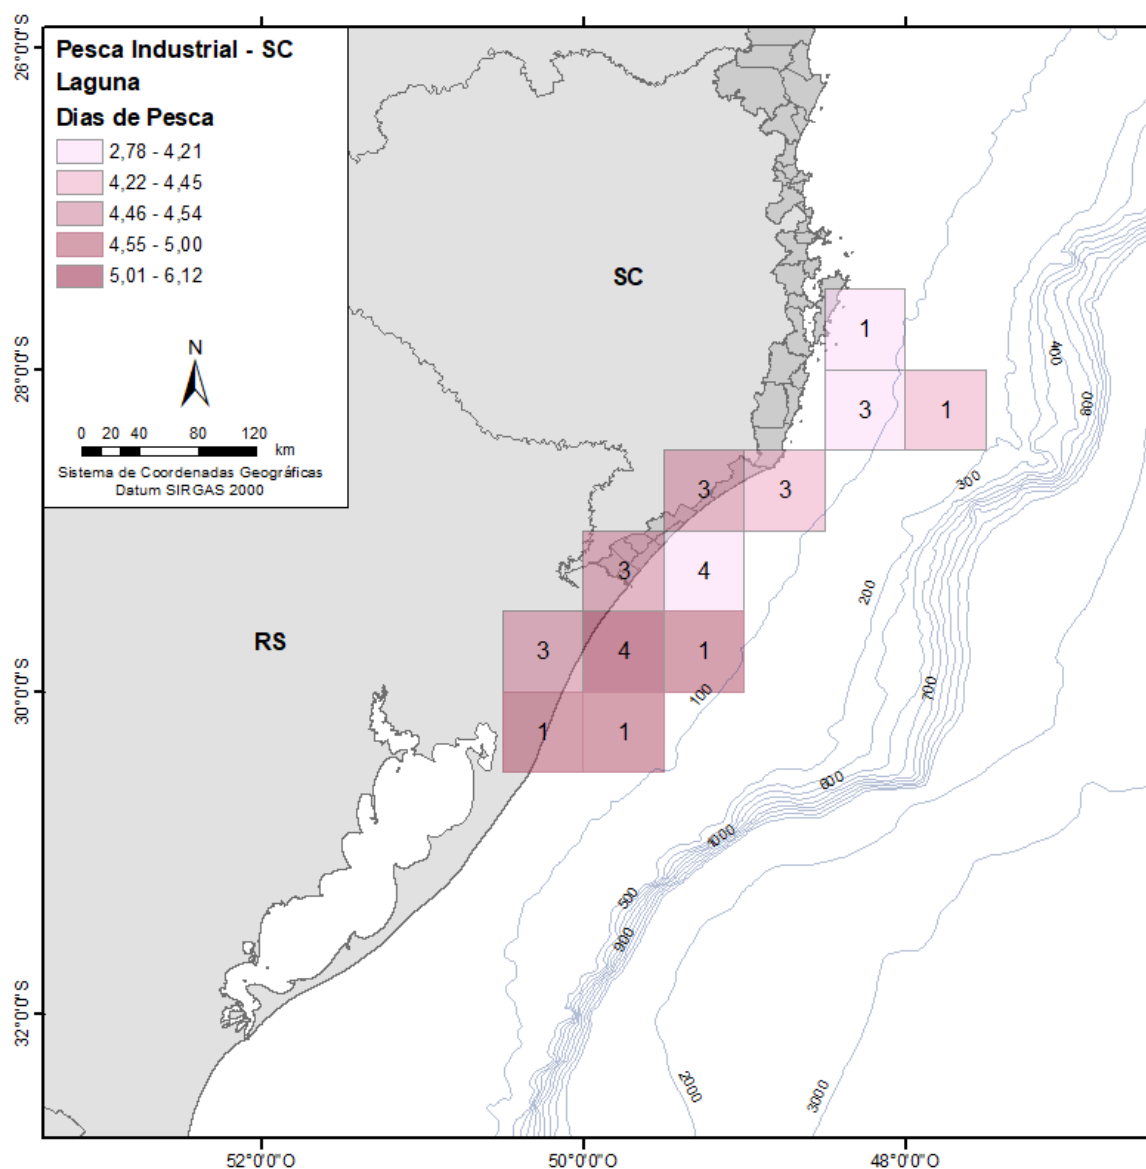 Pesca Industrial - SC
Laguna
Dias de Pesca
2,78 - 4,21
4,22 - 4,45
4,46 - 4,54
4,55 - 5,00
5,01 - 6,12
N
0 20 40 80 120
km
Sistema de Coordenadas Geográficas
Datum SIRGAS 2000
26°0'0"S
28°0'0"S
30°0'0"S
32°0'0"S
SC
RS
1
3 1
3 3
3 4
3 4 1
1 1
400
800
300
200
700
100
600
1000
500
900
2000
3000
52°0'0"O 50°0'0"O 48°0'0"O